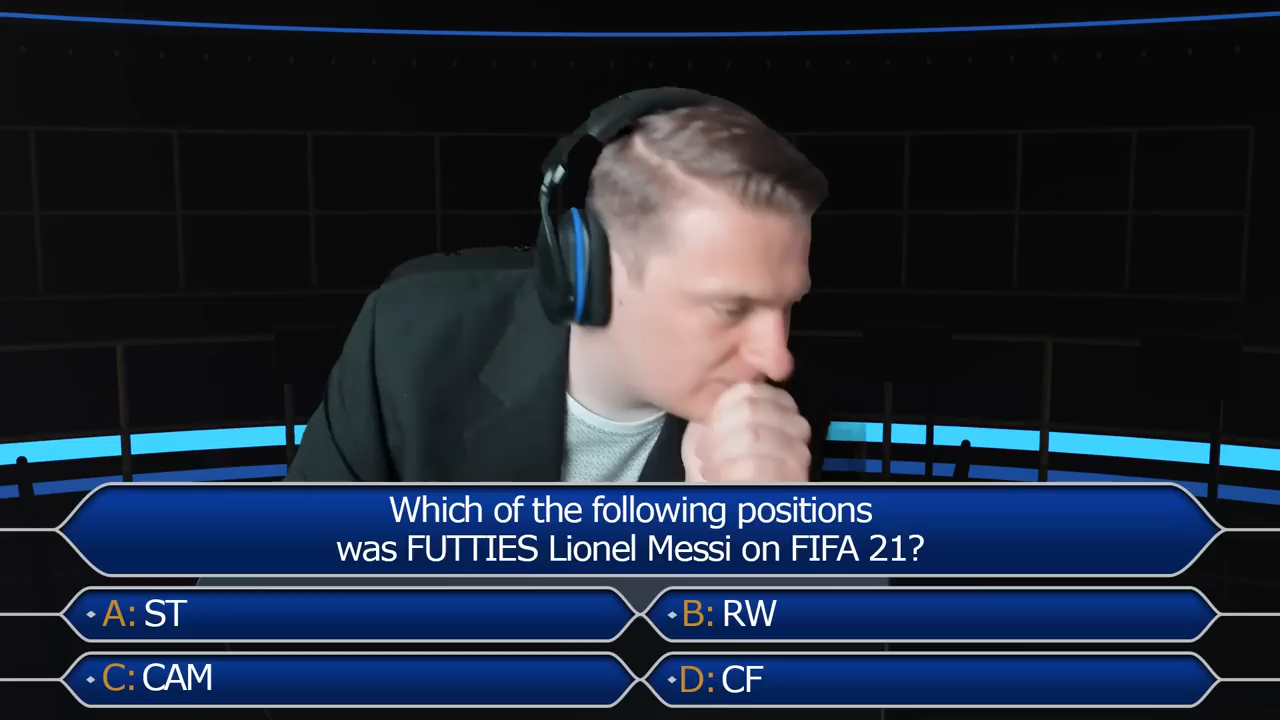 Which of the following positions
was FUTTIES Lionel Messi on FIFA 21?
A: ST
B: RW
C: CAM
D: CF